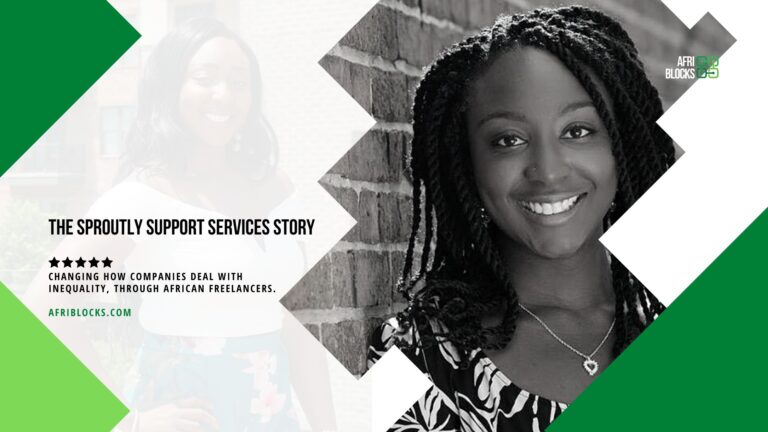 AFRI
BLOCKS
THE SPROUTLY SUPPORT SERVICES STORY
CHANGING HOW COMPANIES DEAL WITH
INEQUALITY, THROUGH AFRICAN FREELANCERS.
AFRIBLOCKS.COM